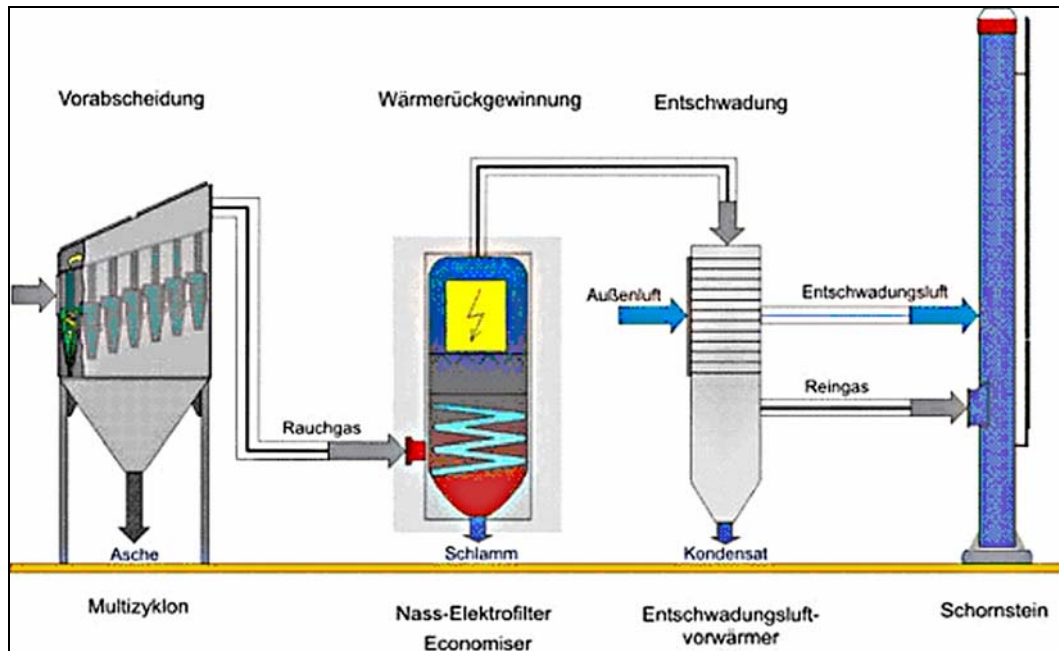 Vorabscheidung
Wärmerückgewinnung
Entschwadung
Außenluft
Entschwadungsluft
Reingas
Rauchgas
Asche
Schlamm
Kondensat
Multizyklon
Nass-Elektrofilter
Economiser
Entschwadungsluft-
vorwärmer
Schornstein